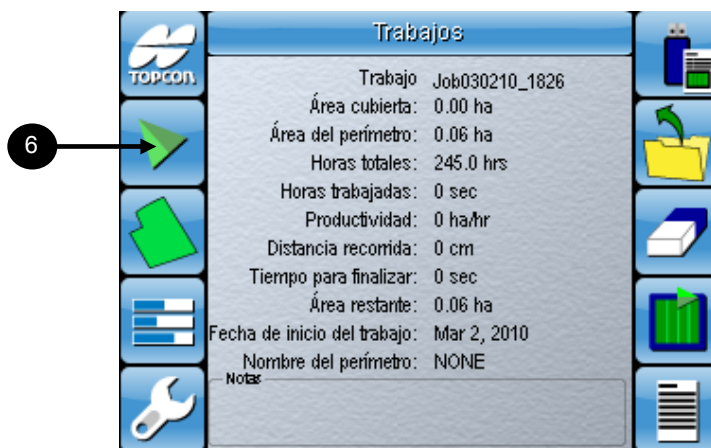 Trabajos
TOPCON
6
Trabajo Job030210_1826
Área cubierta: 0.00 ha
Área del perímetro: 0.06 ha
Horas totales: 245.0 hrs
Horas trabajadas: 0 sec
Productividad: 0 ha/hr
Distancia recorrida: 0 cm
Tiempo para finalizar: 0 sec
Área restante: 0.06 ha
Fecha de inicio del trabajo: Mar 2, 2010
Nombre del perímetro: NONE
Notas